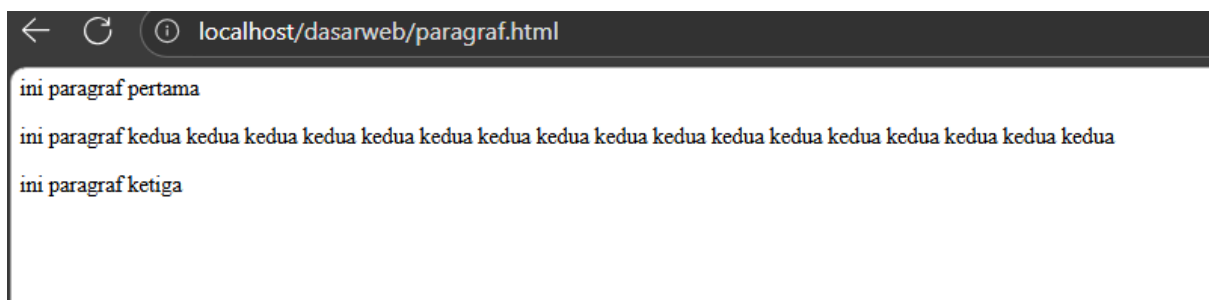 localhost/dasarweb/paragraf.html
ini paragraf pertama
ini paragraf kedua kedua kedua kedua kedua kedua kedua kedua kedua kedua kedua kedua kedua kedua kedua kedua kedua
ini paragraf ketiga